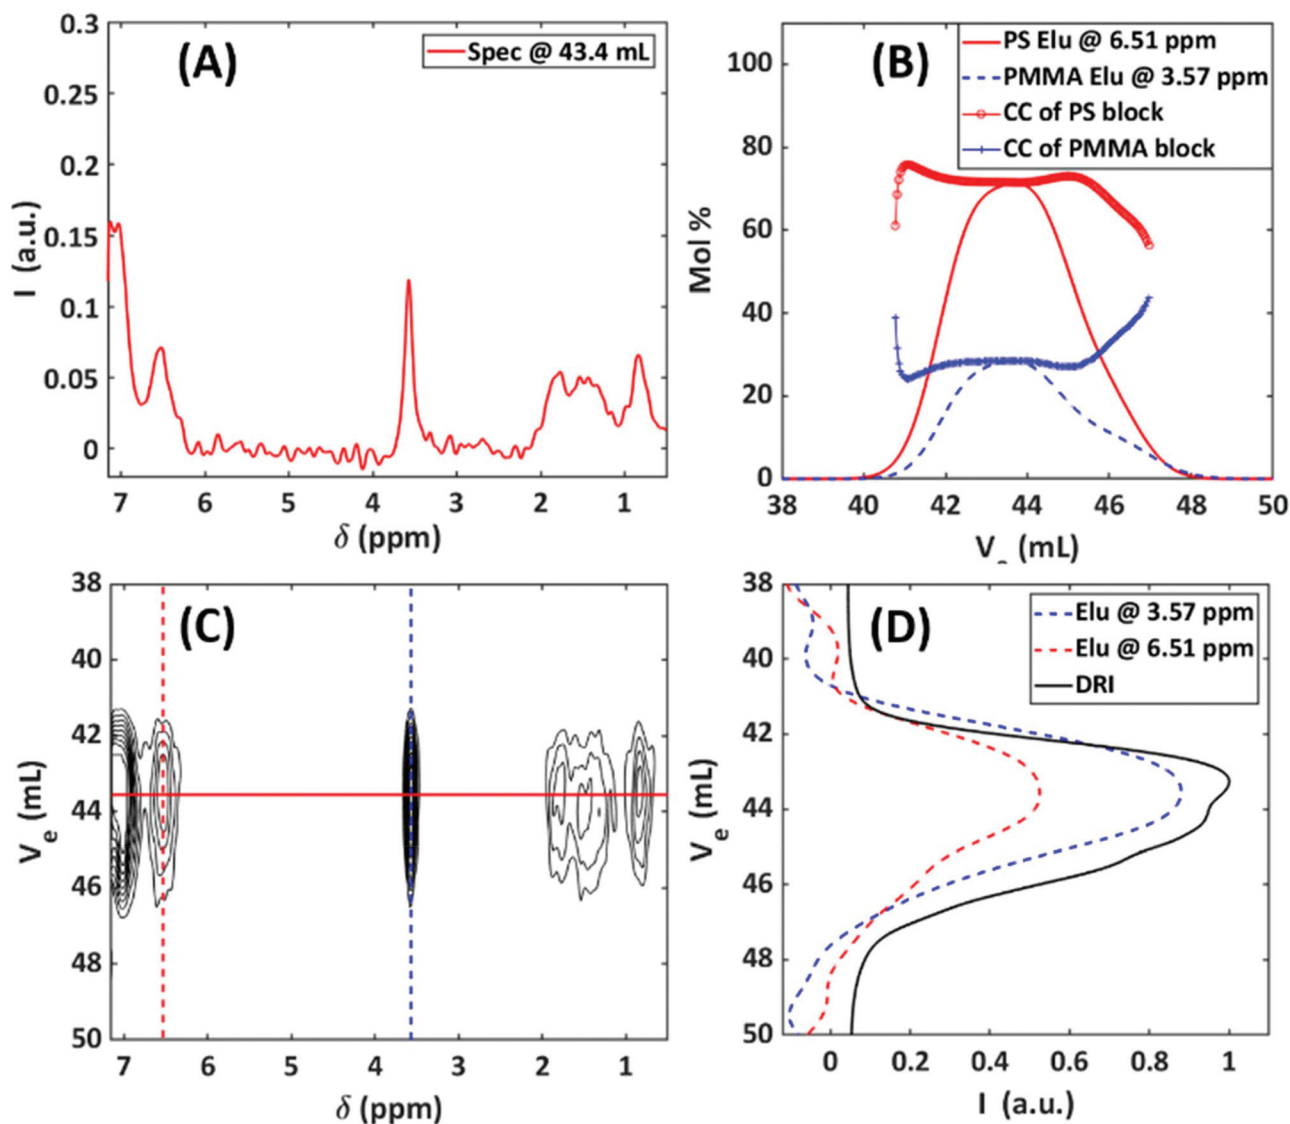 (A)
Spec @ 43.4 mL
0.3
0.25
0.2
0.15
0.1
0.05
0
I (a.u.)
7 6 5 4 3 2 1
δ (ppm)
(B)
PS Elu @ 6.51 ppm
PMMA Elu @ 3.57 ppm
CC of PS block
CC of PMMA block
100
80
60
40
20
0
Mol %
38 40 42 44 46 48 50
Vₑ (mL)
(C)
38
40
42
44
46
48
50
Vₑ (mL)
7 6 5 4 3 2 1
δ (ppm)
(D)
Elu @ 3.57 ppm
Elu @ 6.51 ppm
DRI
38
40
42
44
46
48
50
Vₑ (mL)
0 0.2 0.4 0.6 0.8 1
I (a.u.)